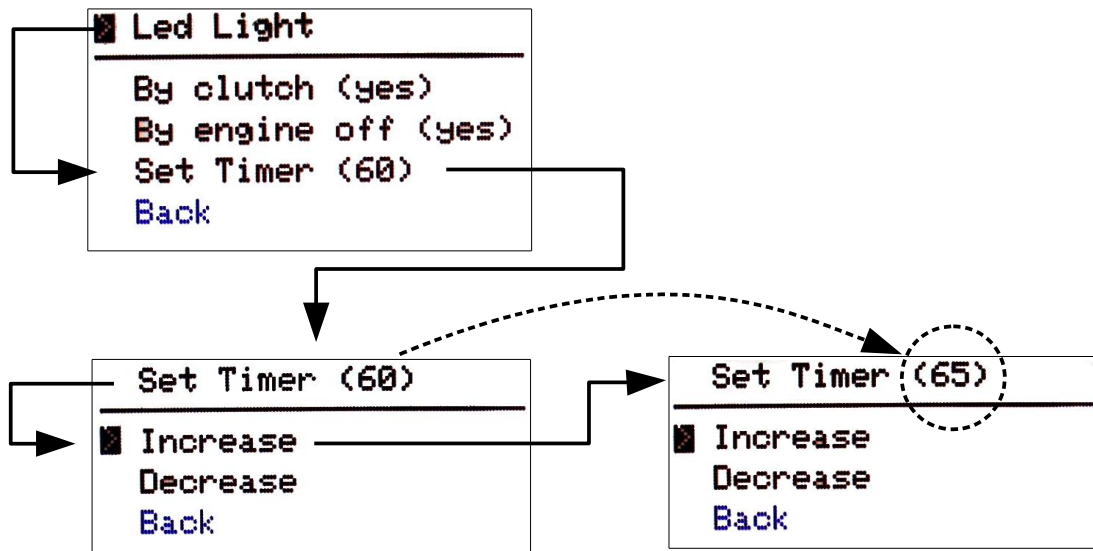 Led Light
By clutch (yes)
By engine off (yes)
Set Timer (60)
Back
Set Timer (60)
Increase
Decrease
Back
Set Timer (65)
Increase
Decrease
Back